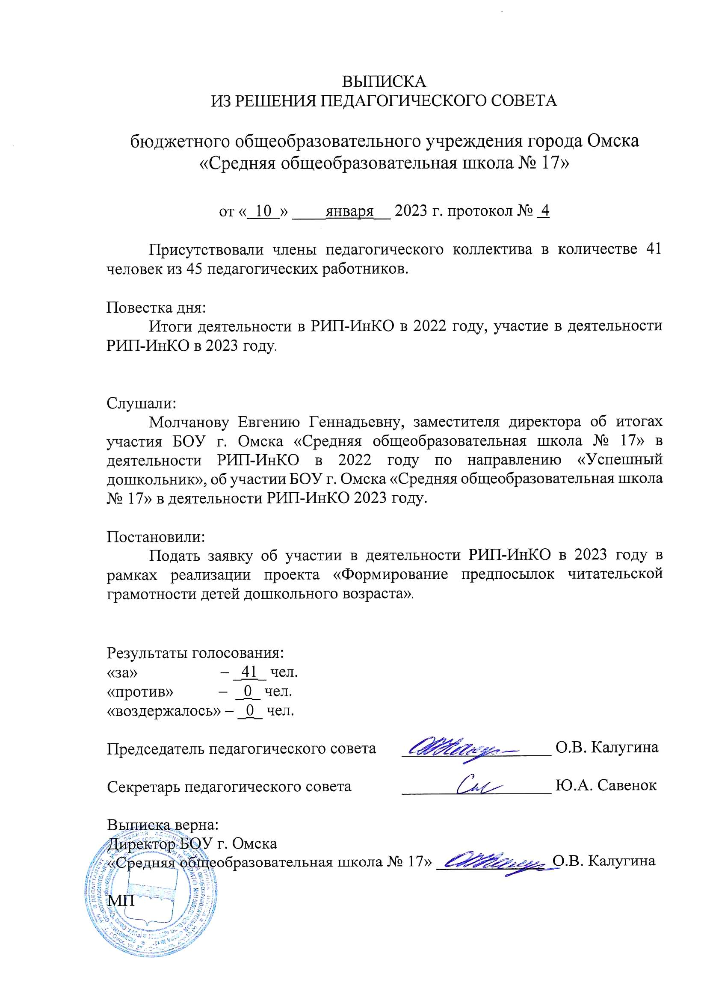 ВЫПИСКА
ИЗ РЕШЕНИЯ ПЕДАГОГИЧЕСКОГО СОВЕТА
бюджетного общеобразовательного учреждения города Омска
«Средняя общеобразовательная школа № 17»
от «  10  » ____января__ 2023 г. протокол №  4
Присутствовали члены педагогического коллектива в количестве 41
человек из 45 педагогических работников.
Повестка дня:
Итоги деятельности в РИП-ИнКО в 2022 году, участие в деятельности
РИП-ИнКО в 2023 году.
Слушали:
Молчанову Евгению Геннадьевну, заместителя директора об итогах
участия БОУ г. Омска «Средняя общеобразовательная школа № 17» в
деятельности РИП-ИнКО в 2022 году по направлению «Успешный
дошкольник», об участии БОУ г. Омска «Средняя общеобразовательная школа
№ 17» в деятельности РИП-ИнКО 2023 году.
Постановили:
Подать заявку об участии в деятельности РИП-ИнКО в 2023 году в
рамках реализации проекта «Формирование предпосылок читательской
грамотности детей дошкольного возраста».
Результаты голосования:
«за» – _41_ чел.
«против» – _0_ чел.
«воздержалось» – _0_ чел.
Председатель педагогического совета __________________ О.В. Калугина
Секретарь педагогического совета __________________ Ю.А. Савенок
Выписка верна:
Директор БОУ г. Омска
«Средняя общеобразовательная школа № 17» _____________ О.В. Калугина
МП